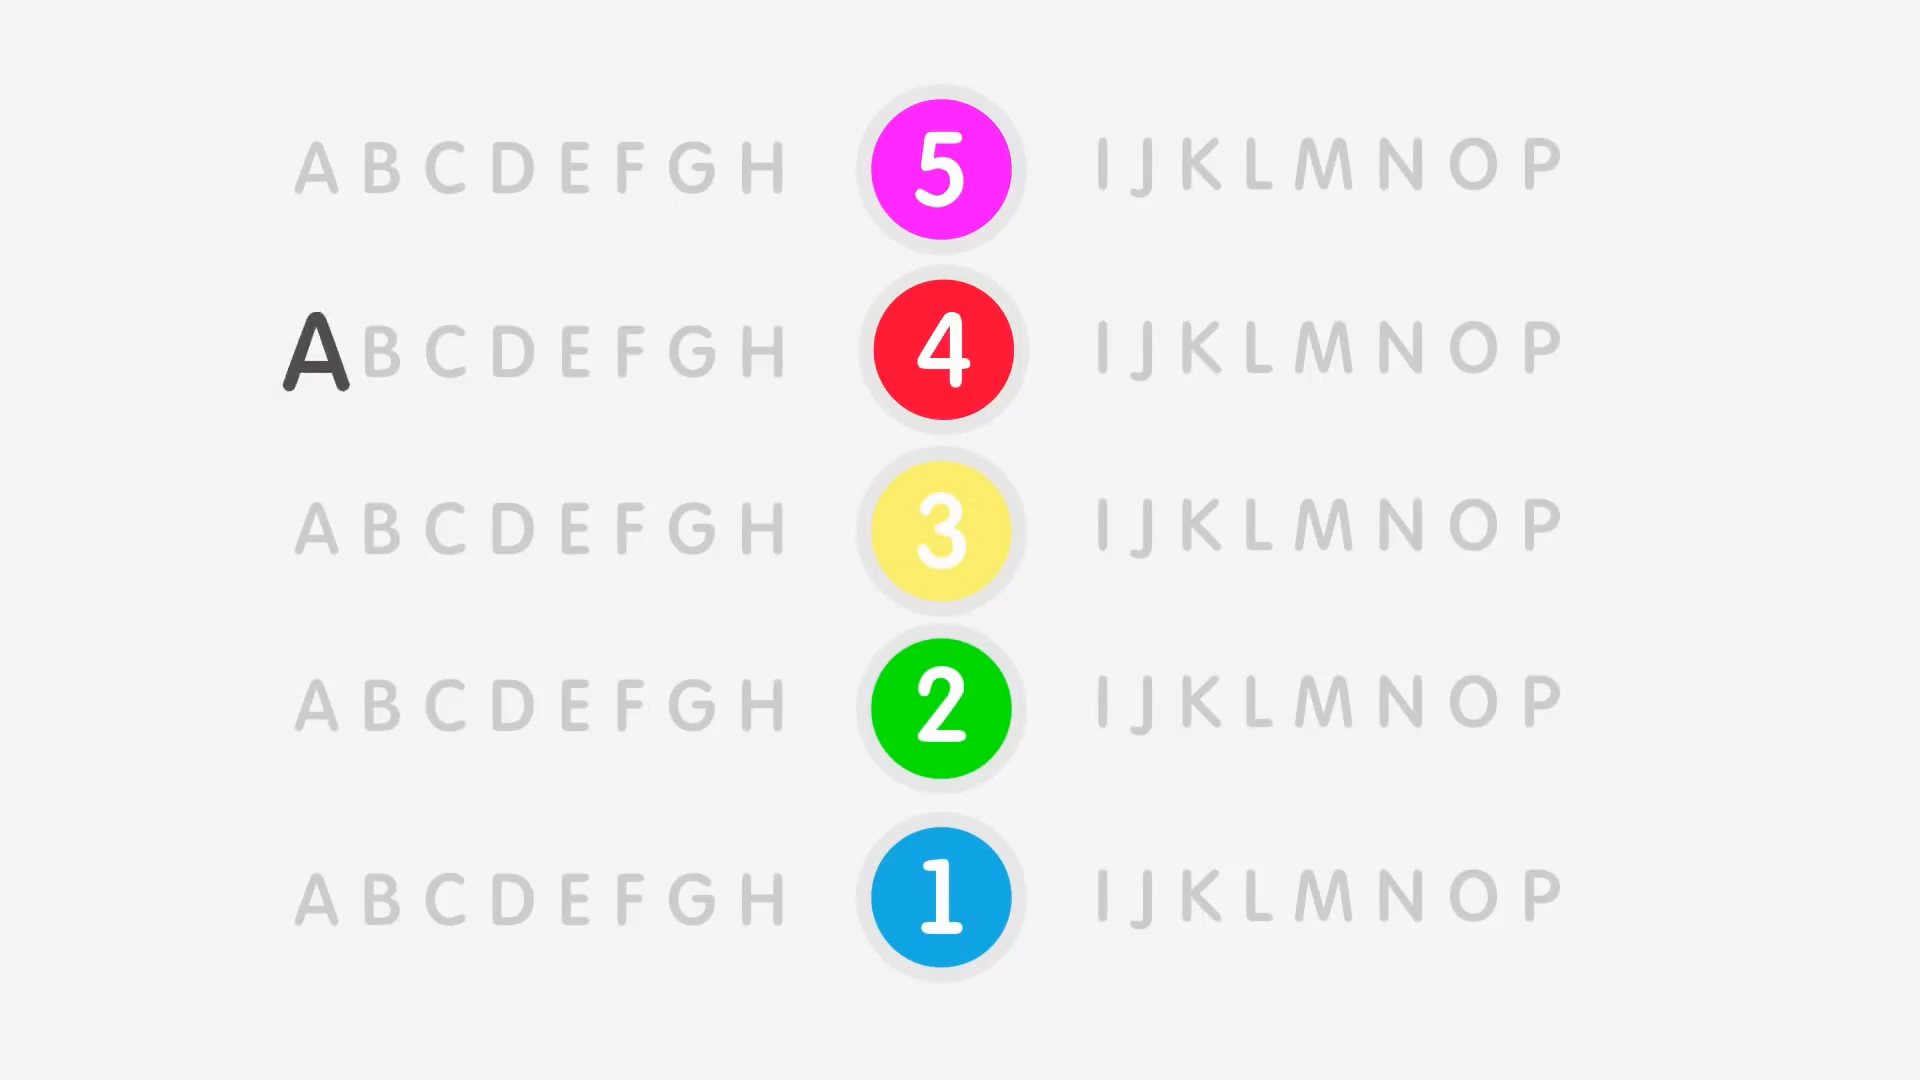 A B C D E F G H 5 I J K L M N O P
A B C D E F G H 4 I J K L M N O P
A B C D E F G H 3 I J K L M N O P
A B C D E F G H 2 I J K L M N O P
A B C D E F G H 1 I J K L M N O P